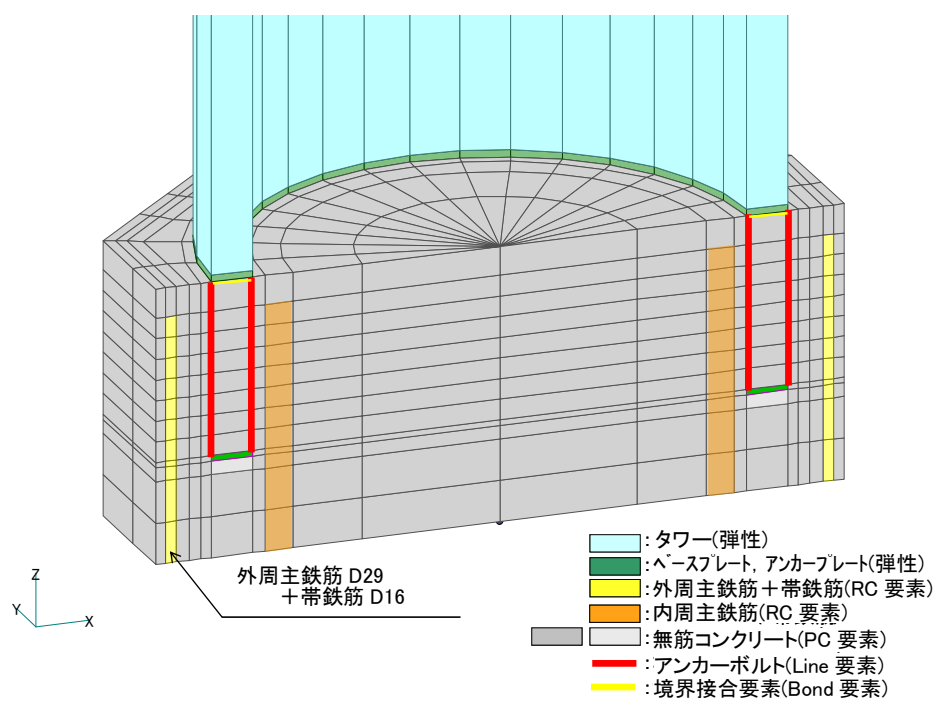 外周主鉄筋 D29
＋帯鉄筋 D16
Z
Y
X
：タワー(弾性)
：ベースプレート, アンカープレート(弾性)
：外周主鉄筋＋帯鉄筋(RC 要素)
：内周主鉄筋(RC 要素)
：無筋コンクリート(PC 要素)
：アンカーボルト(Line 要素)
：境界接合要素(Bond 要素)